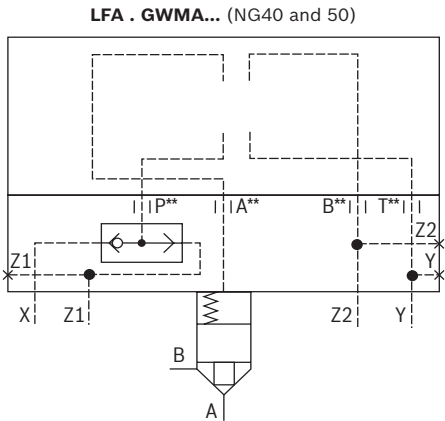 LFA . GWMA... (NG40 and 50)
P** A** B** T**
Z2
Z1 Y
X Z1 Z2 Y
B
A